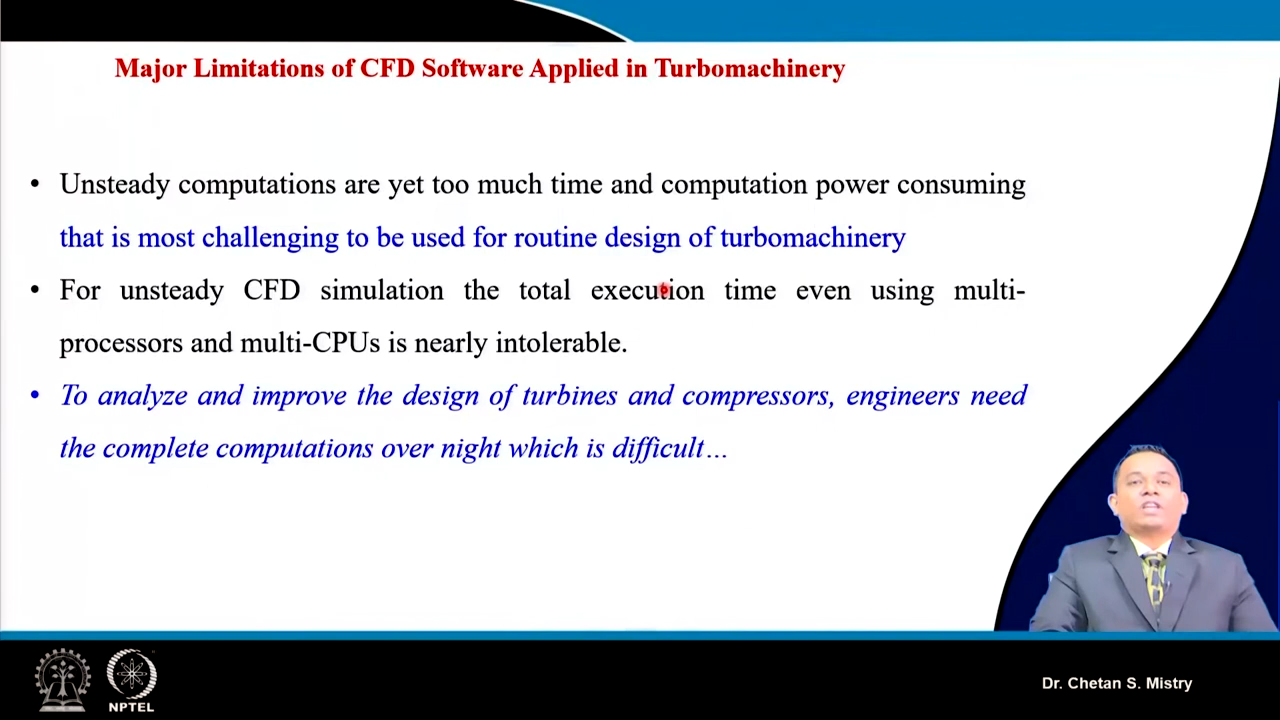 Major Limitations of CFD Software Applied in Turbomachinery
• Unsteady computations are yet too much time and computation power consuming
that is most challenging to be used for routine design of turbomachinery
• For unsteady CFD simulation the total execution time even using multi-
processors and multi-CPUs is nearly intolerable.
• To analyze and improve the design of turbines and compressors, engineers need
the complete computations over night which is difficult...
NPTEL
Dr. Chetan S. Mistry